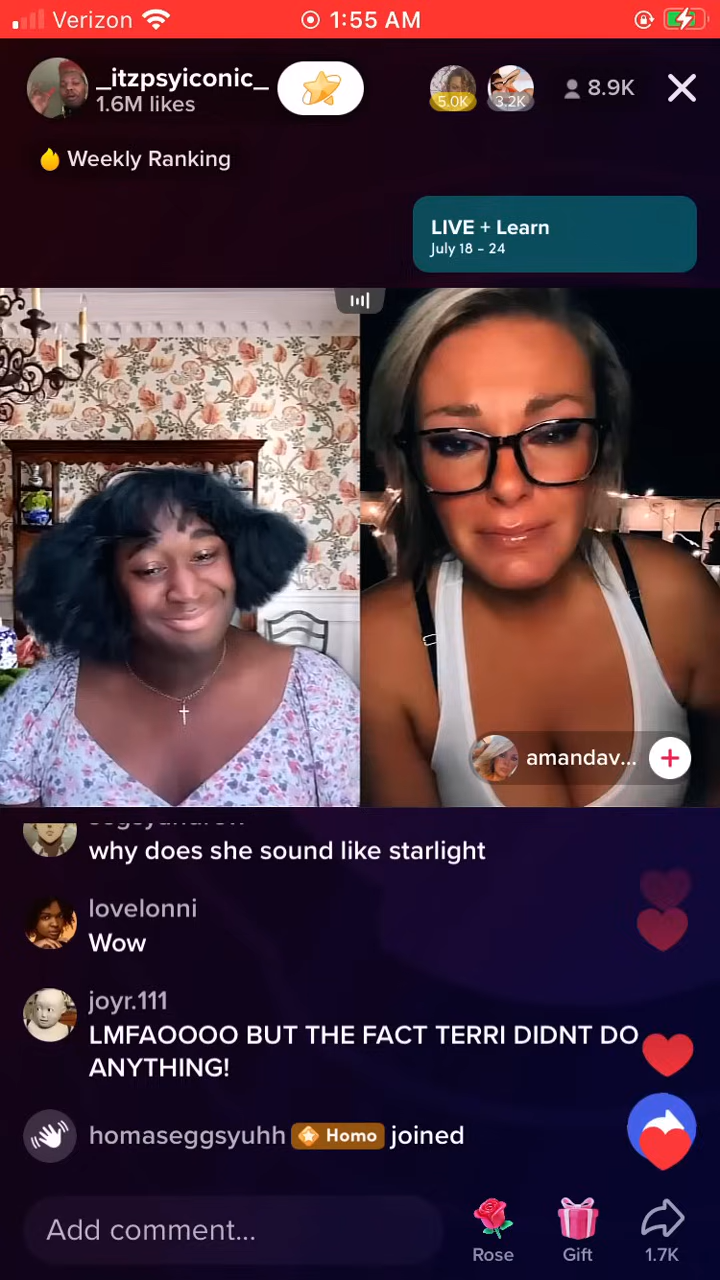 Verizon 1:55 AM
_itzpsyiconic_
1.6M likes
5.0K
3.2K
8.9K
Weekly Ranking
LIVE + Learn
July 18 - 24
amandav...
why does she sound like starlight
lovelonni
Wow
joyr.111
LMFAOOOO BUT THE FACT TERRI DIDNT DO
ANYTHING!
homaseggsyuhh Homo joined
Add comment...
Rose
Gift
1.7K